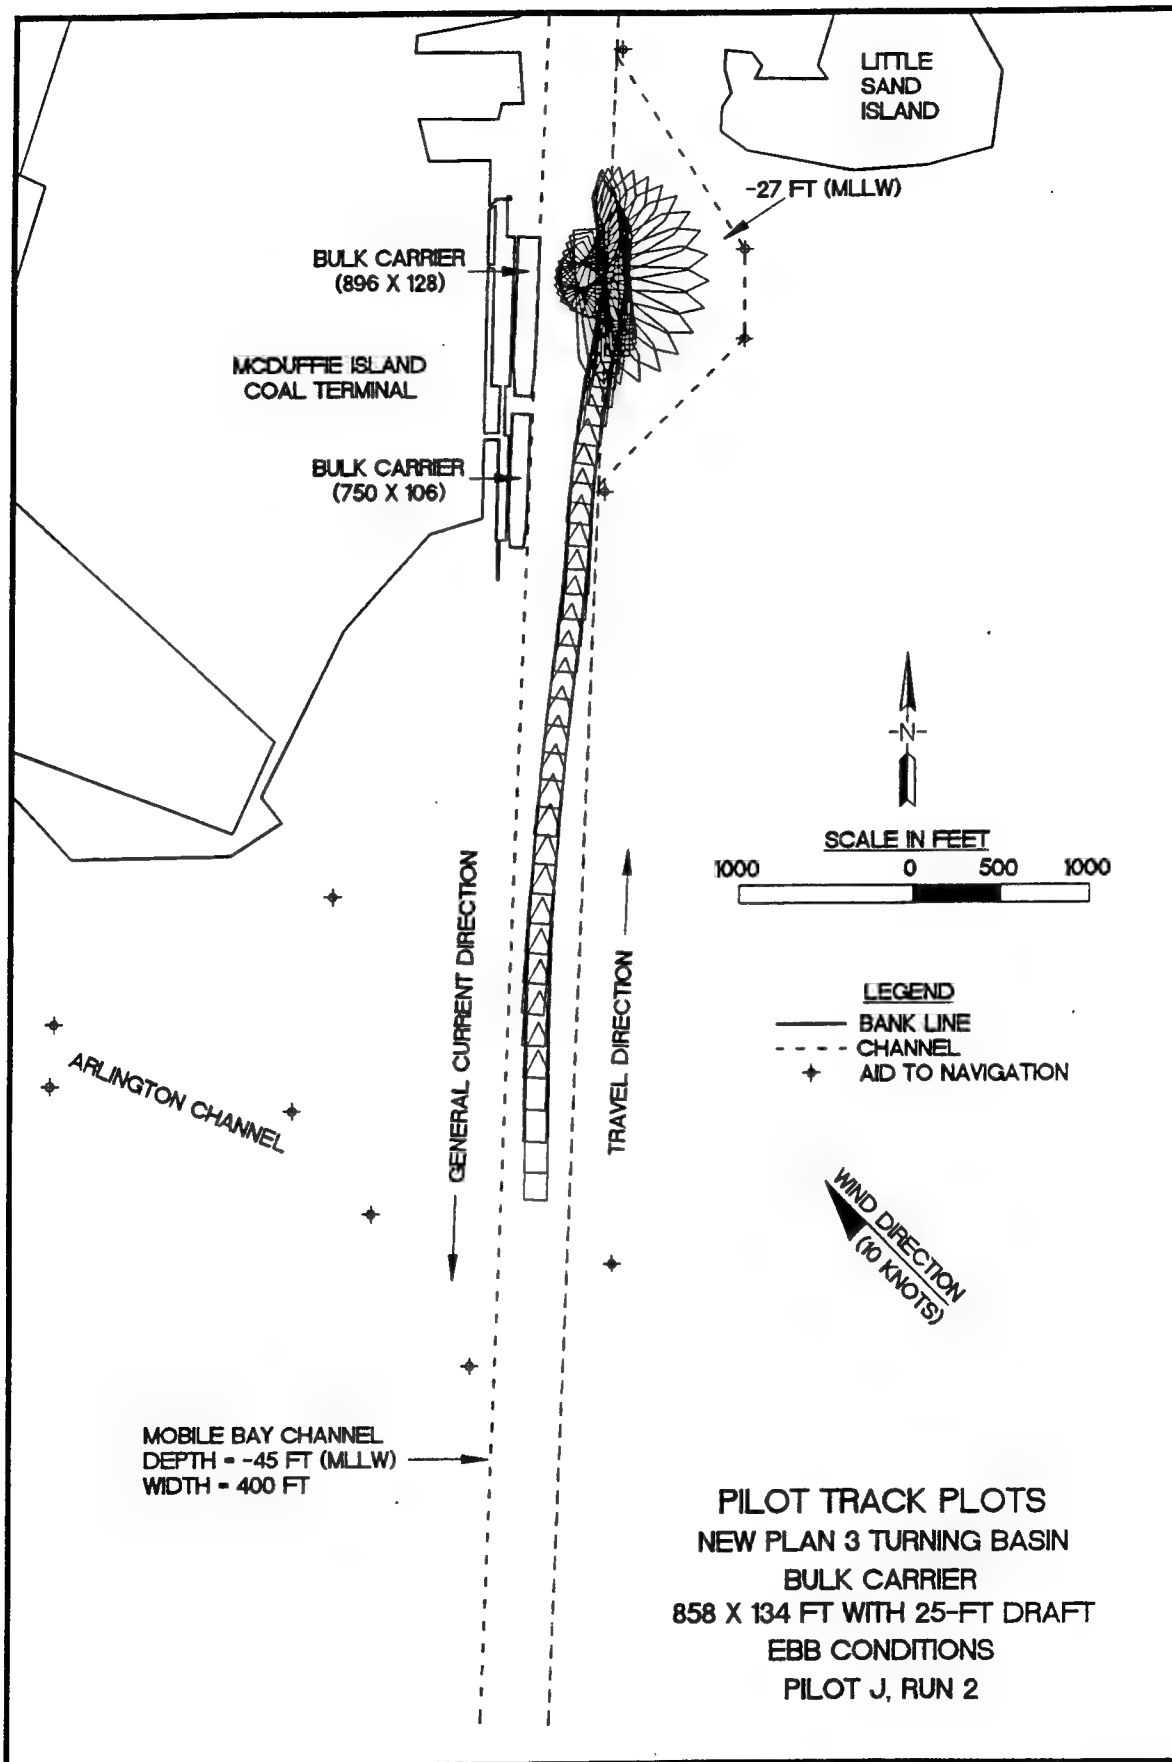 LITTLE
SAND
ISLAND
-27 FT (MLLW)
BULK CARRIER
(896 X 128)
MCDUFFIE ISLAND
COAL TERMINAL
BULK CARRIER
(750 X 106)
-N-
SCALE IN FEET
1000 0 500 1000
GENERAL CURRENT DIRECTION
TRAVEL DIRECTION
LEGEND
BANK LINE
CHANNEL
AID TO NAVIGATION
ARLINGTON CHANNEL
WIND DIRECTION
(10 KNOTS)
MOBILE BAY CHANNEL
DEPTH = -45 FT (MLLW)
WIDTH = 400 FT
PILOT TRACK PLOTS
NEW PLAN 3 TURNING BASIN
BULK CARRIER
858 X 134 FT WITH 25-FT DRAFT
EBB CONDITIONS
PILOT J, RUN 2